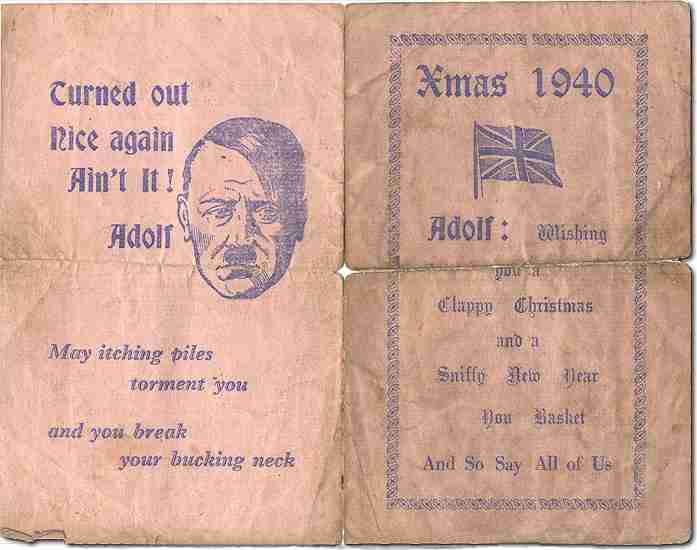 Turned out
Nice again
Ain't It!
Adolf
May itching piles
torment you
and you break
your bucking neck
Xmas 1940
Adolf: Wishing
you a
Clappy Christmas
and a
Sniffy New Year
You Basket
And So Say All of Us